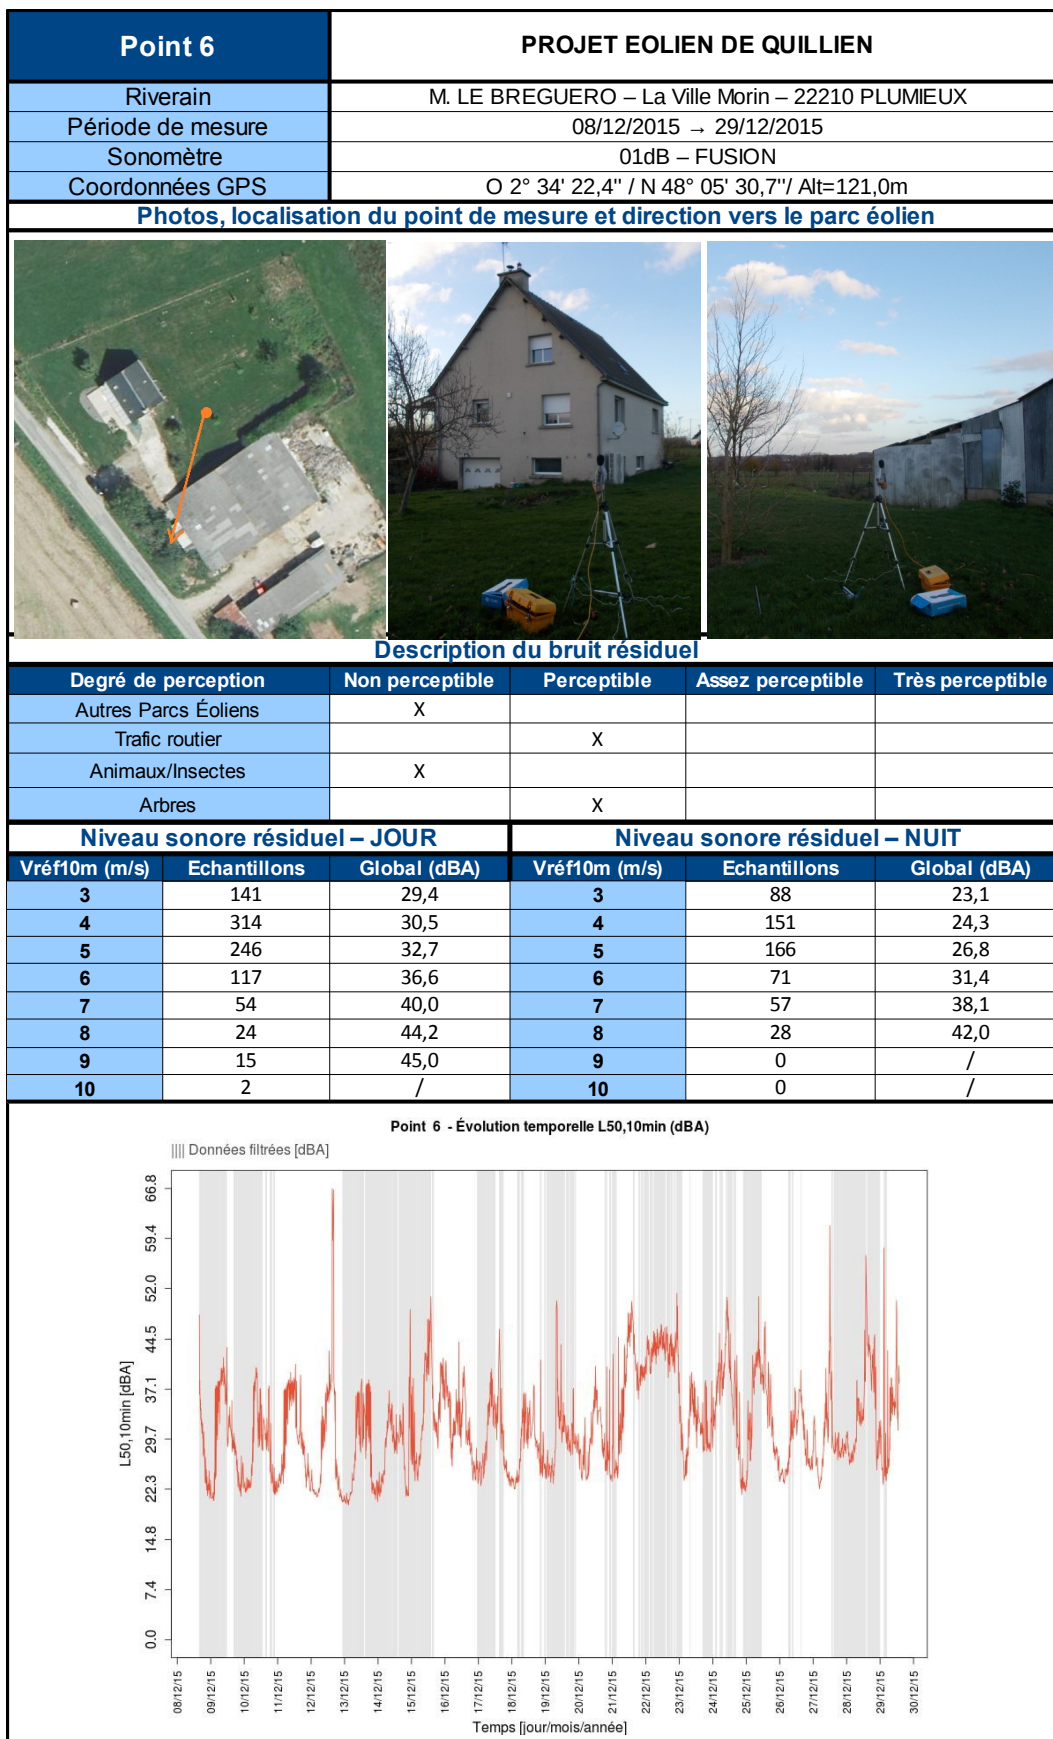 Point 6
PROJET EOLIEN DE QUILLIEN
Riverain
M. LE BREGUERO – La Ville Morin – 22210 PLUMIEUX
Période de mesure
08/12/2015 → 29/12/2015
Sonomètre
01dB – FUSION
Coordonnées GPS
O 2° 34' 22,4'' / N 48° 05' 30,7''/ Alt=121,0m
Photos, localisation du point de mesure et direction vers le parc éolien
Description du bruit résiduel
Degré de perception Non perceptible Perceptible Assez perceptible Très perceptible
Autres Parcs Éoliens X
Trafic routier X
Animaux/Insectes X
Arbres X
Niveau sonore résiduel – JOUR Niveau sonore résiduel – NUIT
Vréf10m (m/s) Echantillons Global (dBA) Vréf10m (m/s) Echantillons Global (dBA)
3 141 29,4 3 88 23,1
4 314 30,5 4 151 24,3
5 246 32,7 5 166 26,8
6 117 36,6 6 71 31,4
7 54 40,0 7 57 38,1
8 24 44,2 8 28 42,0
9 15 45,0 9 0 /
10 2 / 10 0 /
Point 6 - Évolution temporelle L50,10min (dBA)
|||| Données filtrées [dBA]
L50,10min [dBA]
66.8
59.4
52.0
44.5
37.1
29.7
22.3
14.8
7.4
0.0
08/12/15 09/12/15 10/12/15 11/12/15 12/12/15 13/12/15 14/12/15 15/12/15 16/12/15 17/12/15 18/12/15 19/12/15 20/12/15 21/12/15 22/12/15 23/12/15 24/12/15 25/12/15 26/12/15 27/12/15 28/12/15 29/12/15 30/12/15
Temps [jour/mois/année]